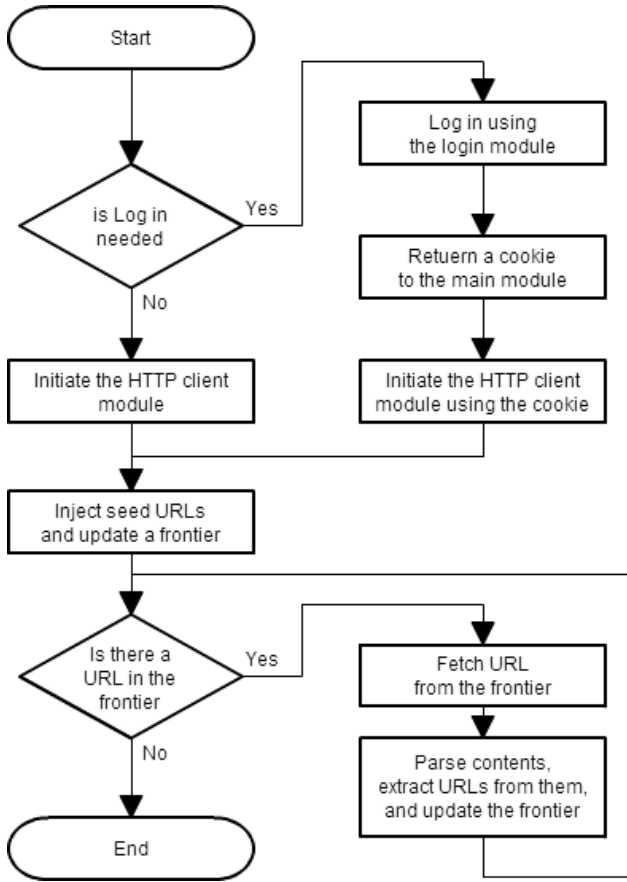 Start
Log in using
the login module
is Log in
needed
Yes
Retuern a cookie
to the main module
No
Initiate the HTTP client
module
Initiate the HTTP client
module using the cookie
Inject seed URLs
and update a frontier
Is there a
URL in the
frontier
Yes
Fetch URL
from the frontier
No
Parse contents,
extract URLs from them,
and update the frontier
End